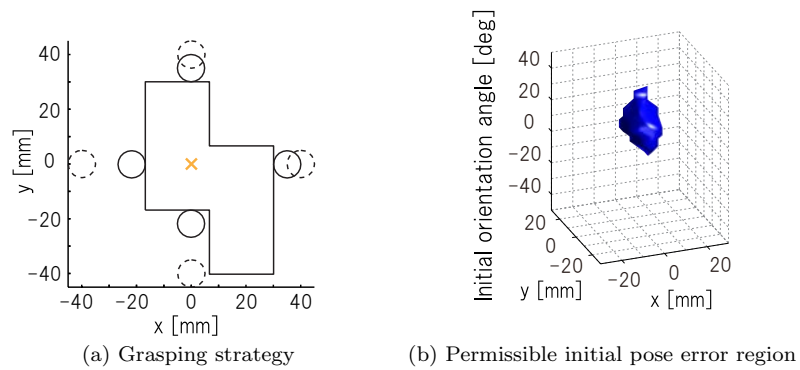 40
20
0
−20
−40
y [mm]
−40 −20 0 20 40
x [mm]
(a) Grasping strategy
Initial orientation angle [deg]
40
20
0
−20
−40
20
0
−20
y [mm]
−20
0
20
x [mm]
(b) Permissible initial pose error region